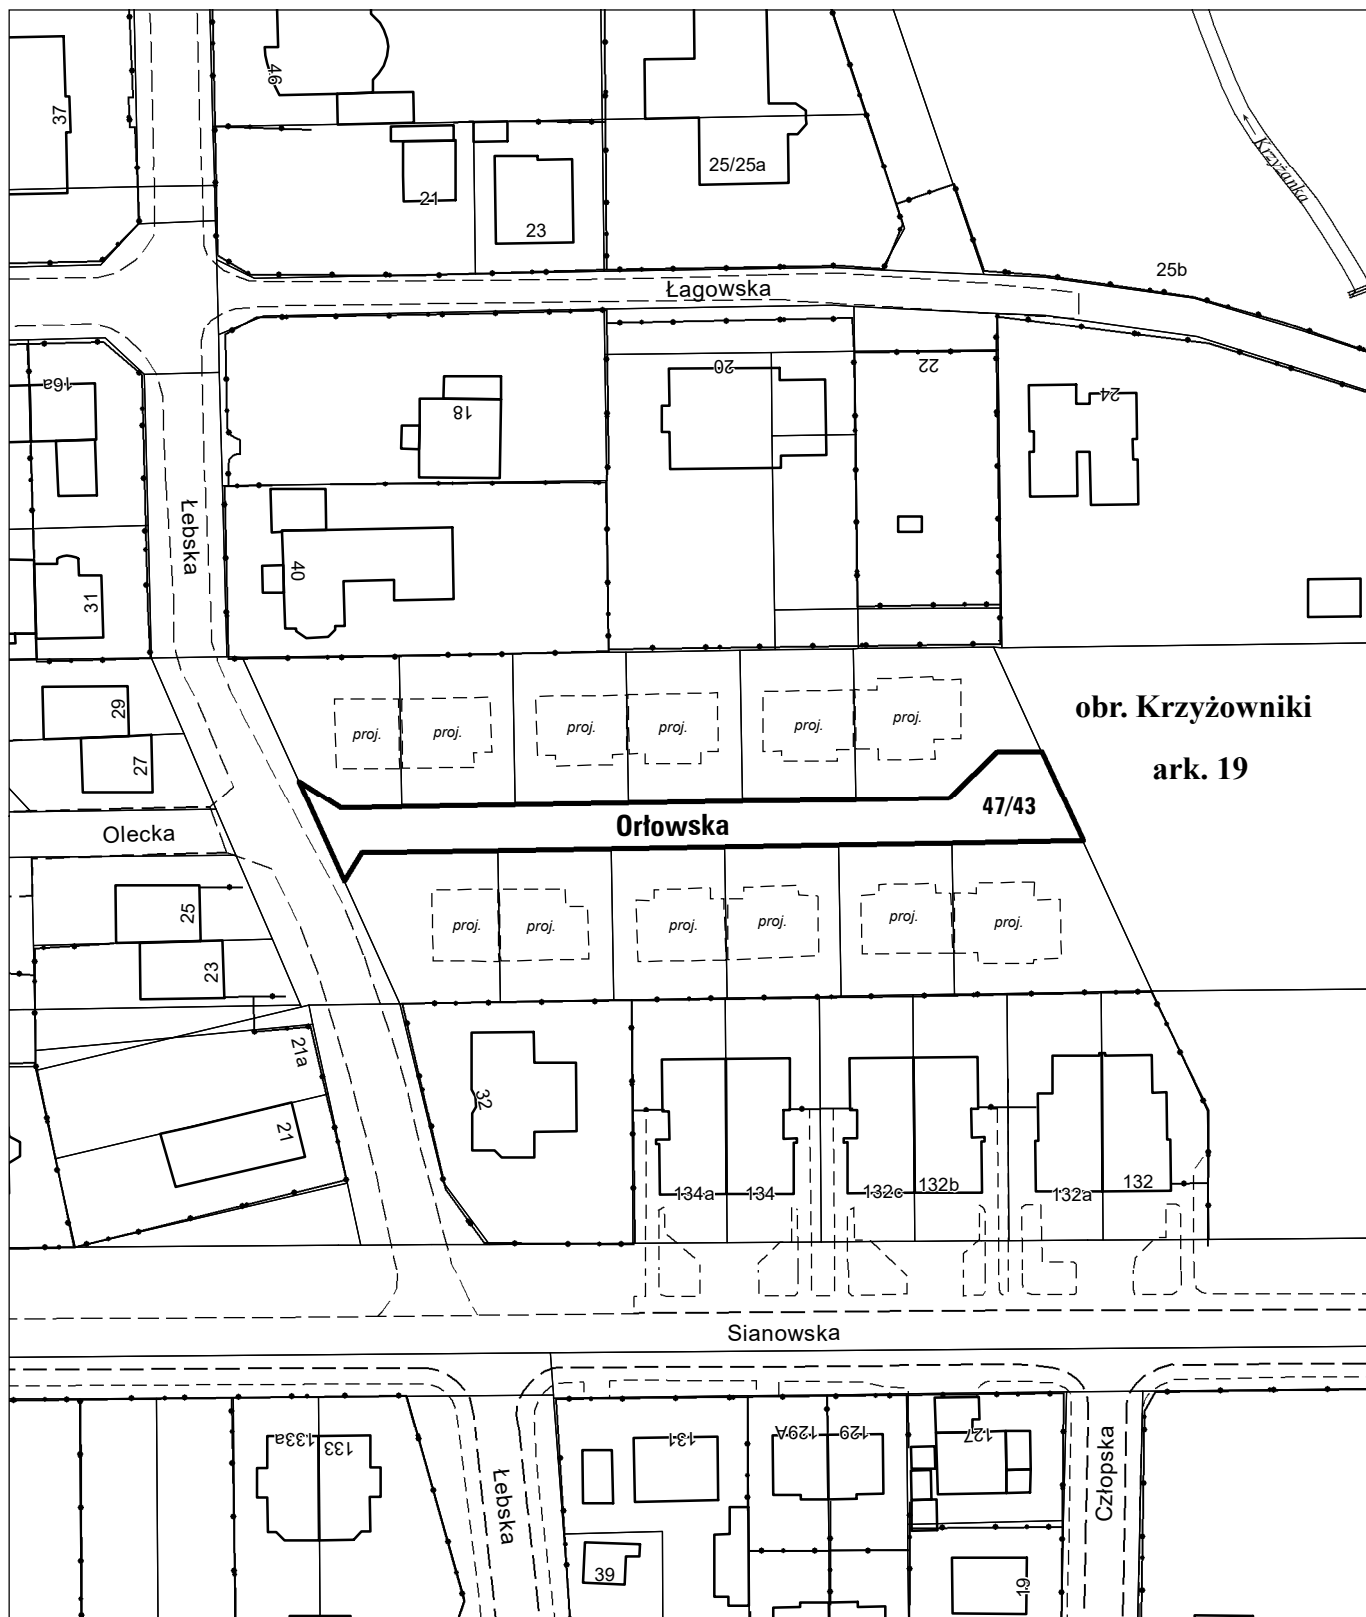 46
37
25/25a
21
23
Krzyżanka
25b
Łagowska
16a
18
20
22
24
Łebska
40
31
29
27
proj.
proj.
proj.
proj.
proj.
proj.
obr. Krzyżowniki
ark. 19
47/43
Orłowska
Olecka
25
23
proj.
proj.
proj.
proj.
proj.
proj.
21a
32
21
134a
134
132c
132b
132a
132
Sianowska
133a
133
131
129A
129
127
Łebska
Człopska
39
19